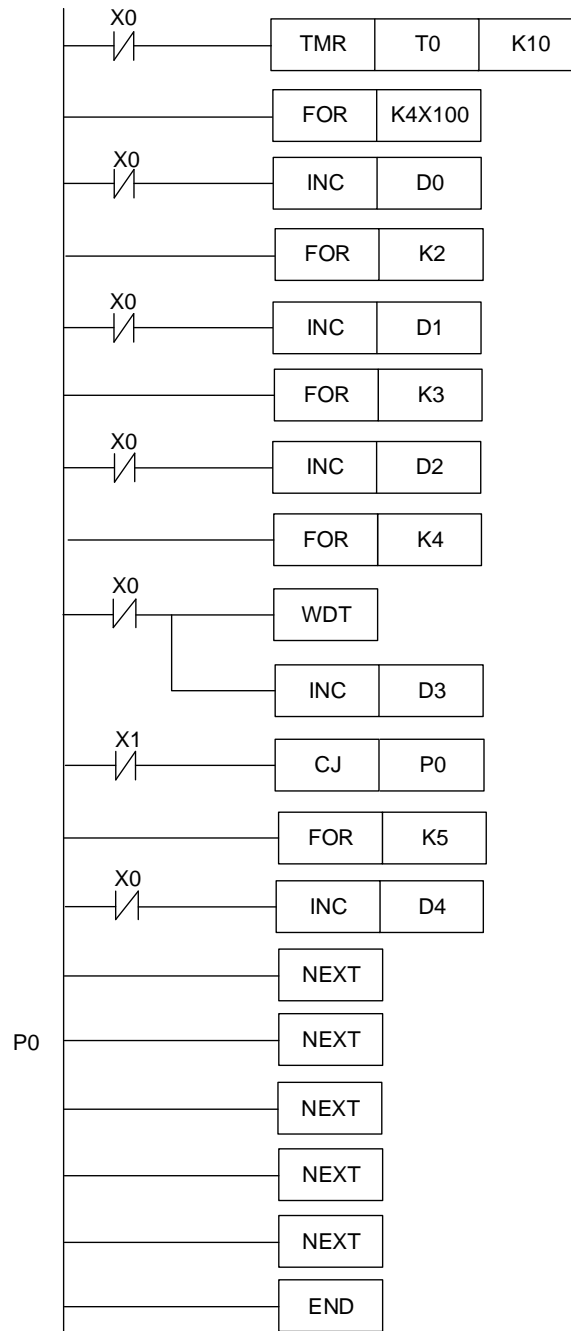 X0
TMR T0 K10
FOR K4X100
X0
INC D0
FOR K2
X0
INC D1
FOR K3
X0
INC D2
FOR K4
X0
WDT
INC D3
X1
CJ P0
FOR K5
X0
INC D4
NEXT
P0 NEXT
NEXT
NEXT
NEXT
END